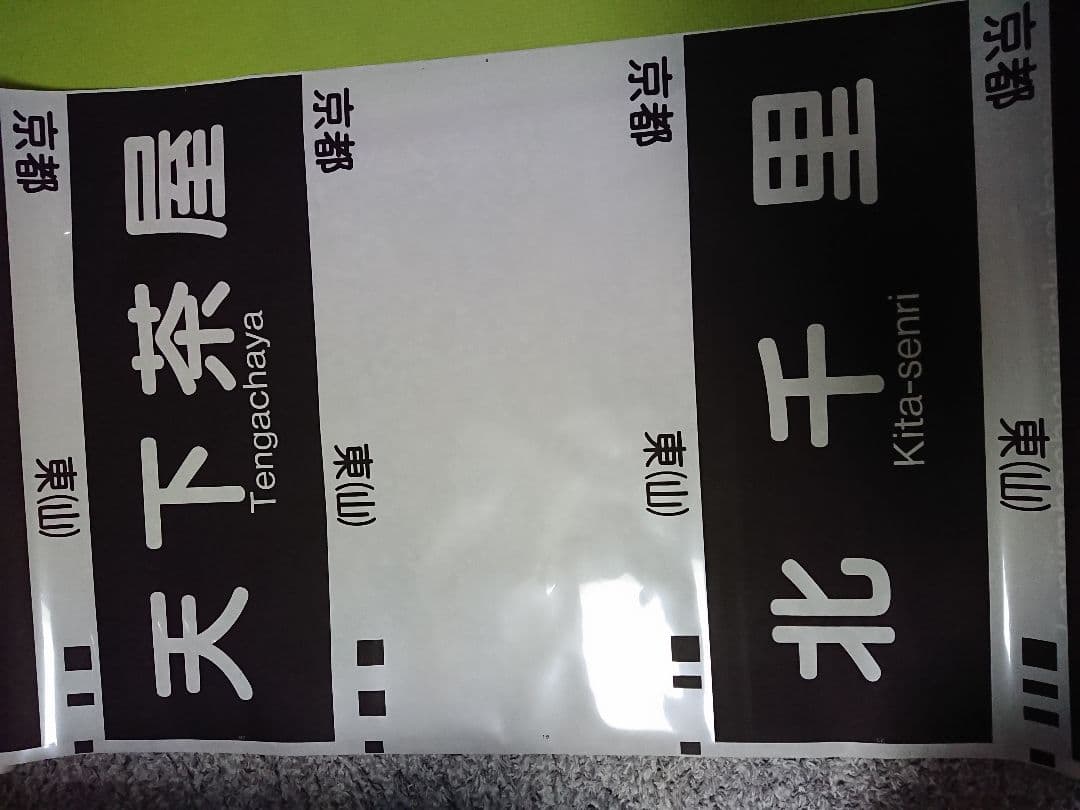 京都
東(山)
天下茶屋
Tengachaya
京都
東(山)
京都
東(山)
北千里
Kita-senri
京都
東(山)